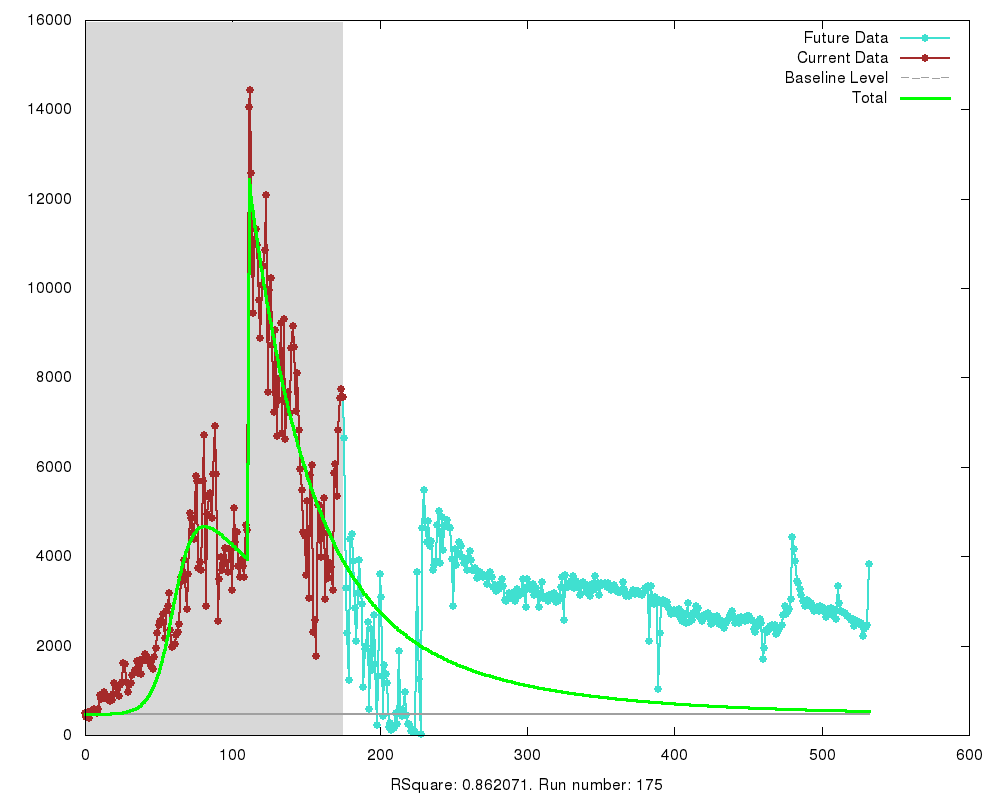 16000
14000
12000
10000
8000
6000
4000
2000
0
0 100 200 300 400 500 600
Future Data
Current Data
Baseline Level
Total
RSquare: 0.862071. Run number: 175